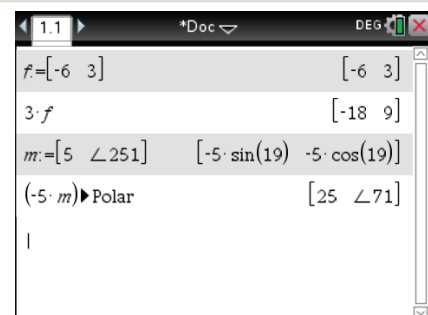 1.1 *Doc DEG
f:=[-6 3] [-6 3]
3·f [-18 9]
m:=[5 ∠251] [-5·sin(19) -5·cos(19)]
(-5·m)▶Polar [25 ∠71]